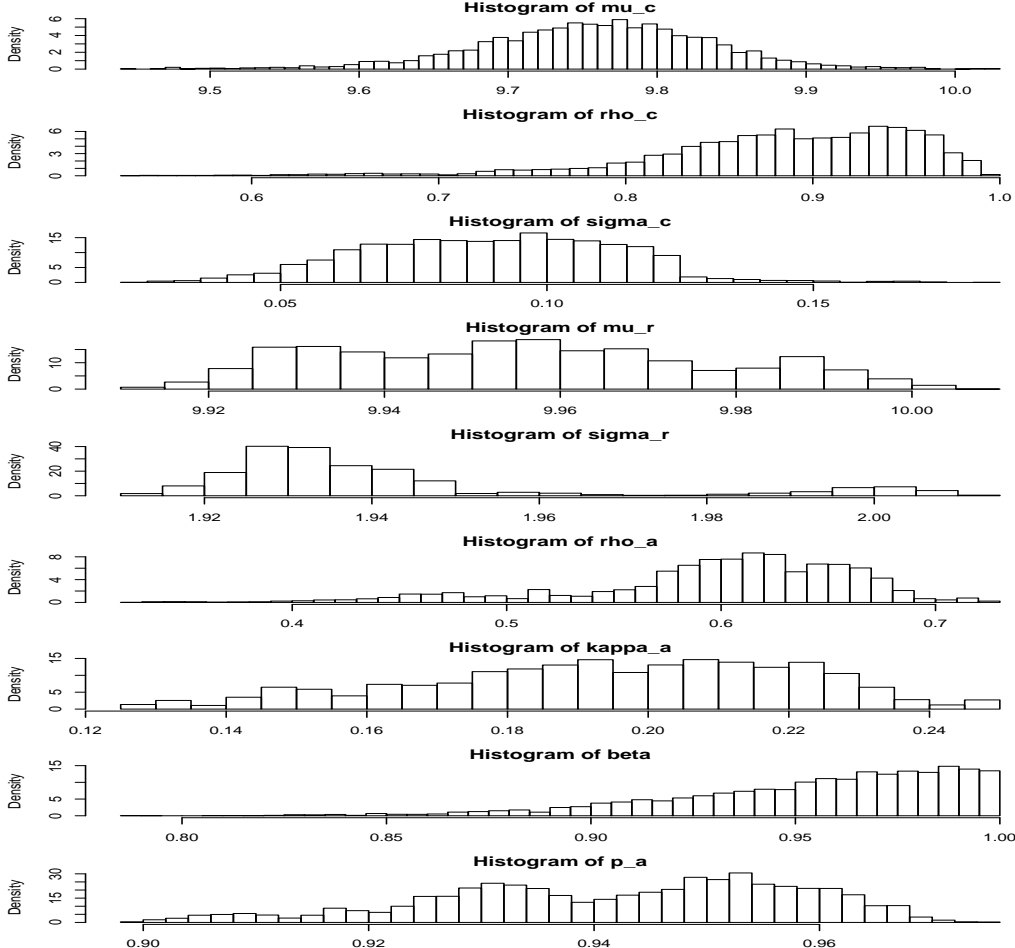 Histogram of mu_c
Density
0 2 4 6
9.5 9.6 9.7 9.8 9.9 10.0
Histogram of rho_c
Density
0 3 6
0.6 0.7 0.8 0.9 1.0
Histogram of sigma_c
Density
0 5 15
0.05 0.10 0.15
Histogram of mu_r
Density
0 10
9.92 9.94 9.96 9.98 10.00
Histogram of sigma_r
Density
0 20 40
1.92 1.94 1.96 1.98 2.00
Histogram of rho_a
Density
0 4 8
0.4 0.5 0.6 0.7
Histogram of kappa_a
Density
0 5 15
0.12 0.14 0.16 0.18 0.20 0.22 0.24
Histogram of beta
Density
0 5 15
0.80 0.85 0.90 0.95 1.00
Histogram of p_a
Density
0 15 30
0.90 0.92 0.94 0.96